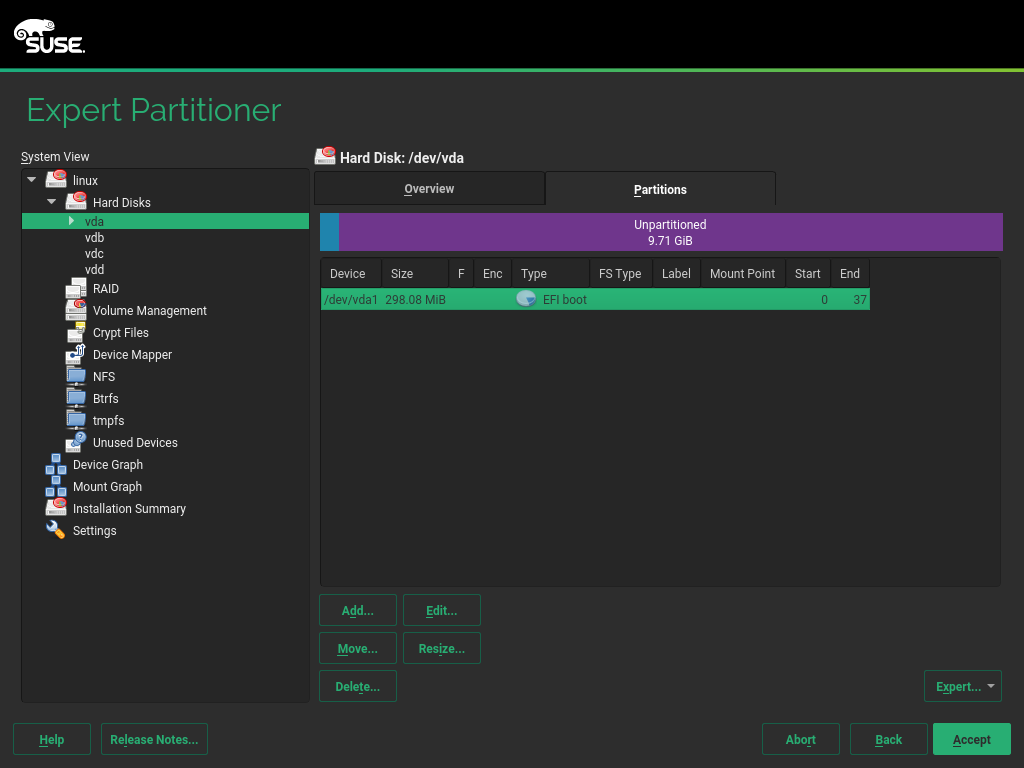 SUSE.
Expert Partitioner
System View
linux
Hard Disks
vda
vdb
vdc
vdd
RAID
Volume Management
Crypt Files
Device Mapper
NFS
Btrfs
tmpfs
Unused Devices
Device Graph
Mount Graph
Installation Summary
Settings
Hard Disk: /dev/vda
Overview Partitions
Unpartitioned
9.71 GiB
Device Size F Enc Type FS Type Label Mount Point Start End
/dev/vda1 298.08 MiB EFI boot 0 37
Add... Edit...
Move... Resize...
Delete... Expert...
Help Release Notes... Abort Back Accept